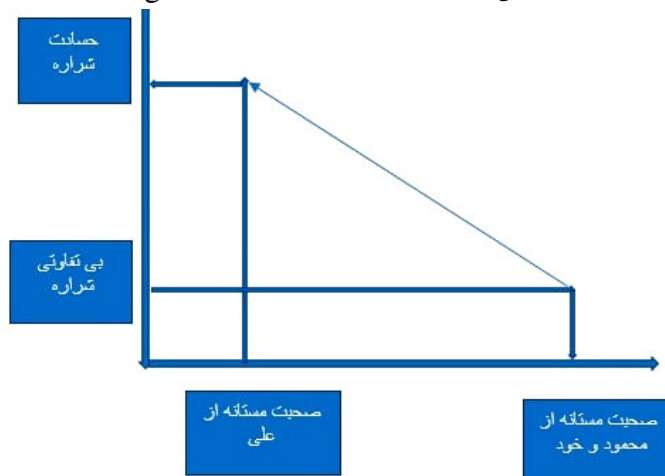 حسادت
شراره
بی تفاوتی
شراره
صحبت مستانه از
علی
صحبت مستانه از
محمود و خود